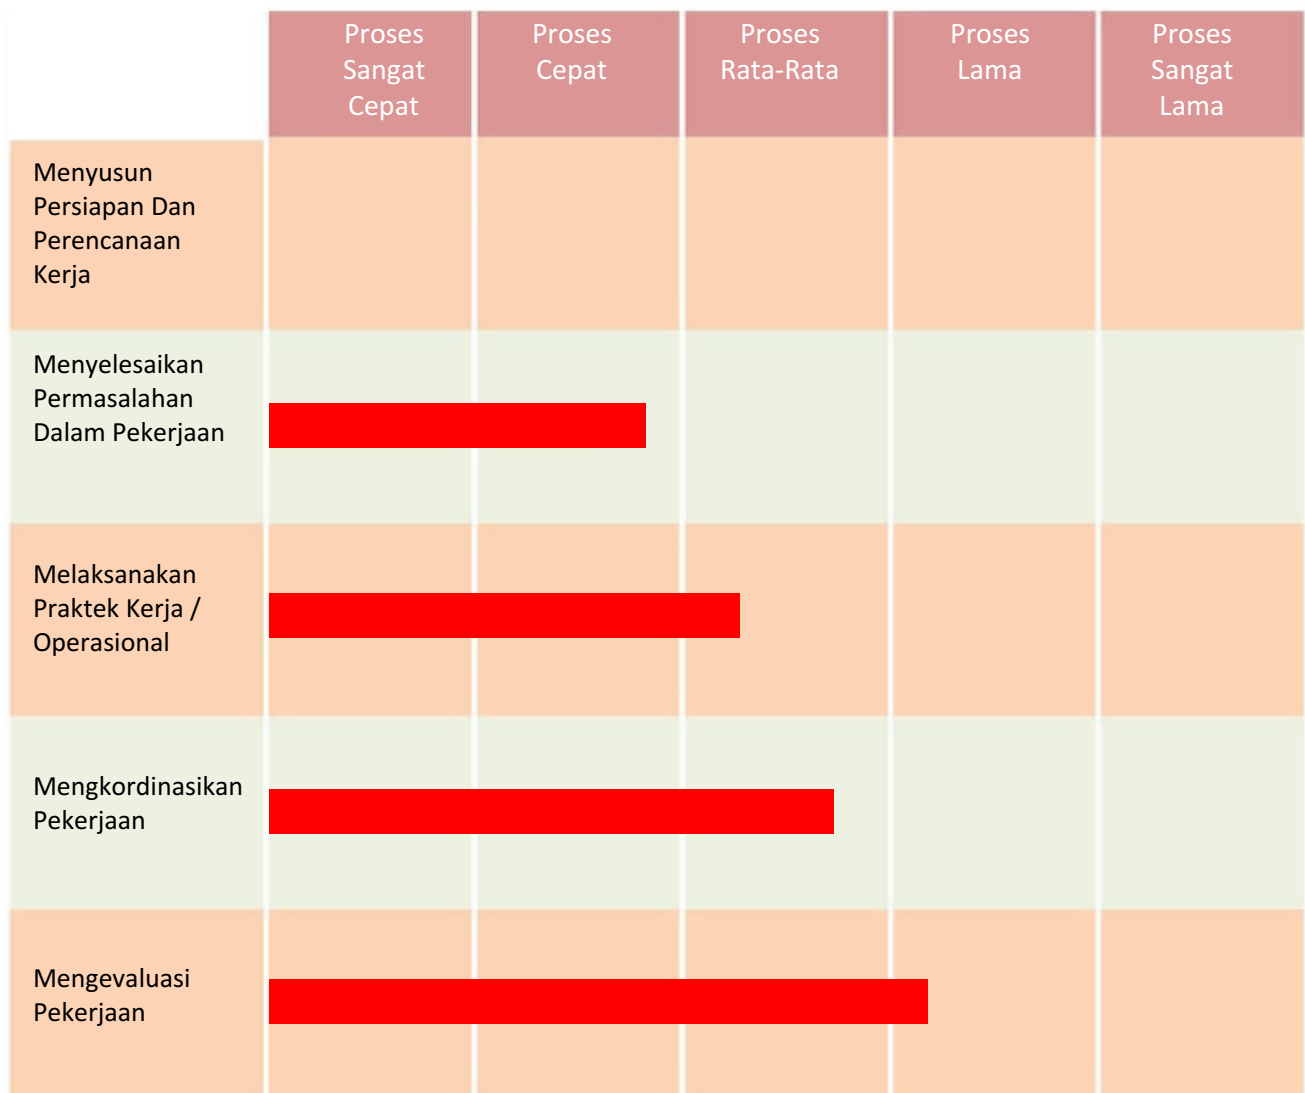 Proses
Sangat
Cepat
Proses
Cepat
Proses
Rata-Rata
Proses
Lama
Proses
Sangat
Lama
Menyusun
Persiapan Dan
Perencanaan
Kerja
Menyelesaikan
Permasalahan
Dalam Pekerjaan
Melaksanakan
Praktek Kerja /
Operasional
Mengkordinasikan
Pekerjaan
Mengevaluasi
Pekerjaan